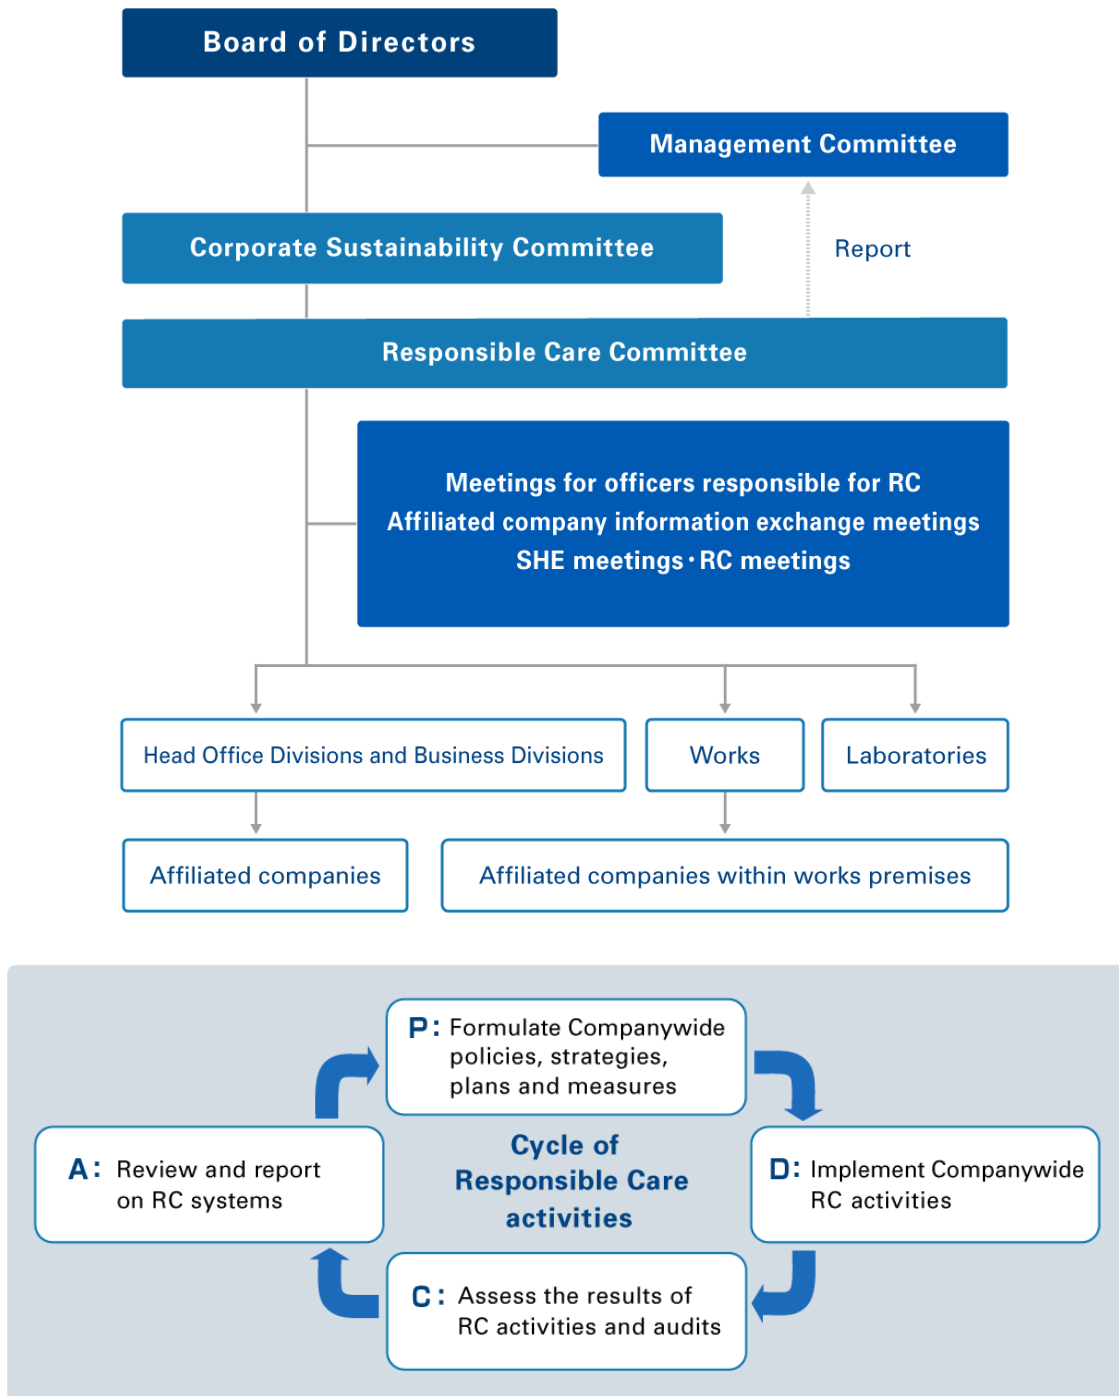 Board of Directors
Management Committee
Corporate Sustainability Committee
Report
Responsible Care Committee
Meetings for officers responsible for RC
Affiliated company information exchange meetings
SHE meetings・RC meetings
Head Office Divisions and Business Divisions
Works
Laboratories
Affiliated companies
Affiliated companies within works premises
P: Formulate Companywide
policies, strategies,
plans and measures
Cycle of
Responsible Care
activities
D: Implement Companywide
RC activities
C: Assess the results of
RC activities and audits
A: Review and report
on RC systems